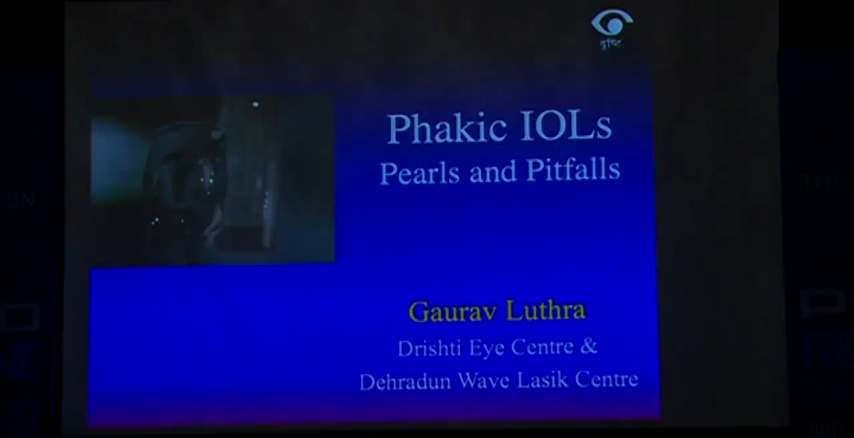 दृष्टि
Phakic IOLs
Pearls and Pitfalls
Gaurav Luthra
Drishti Eye Centre &
Dehradun Wave Lasik Centre